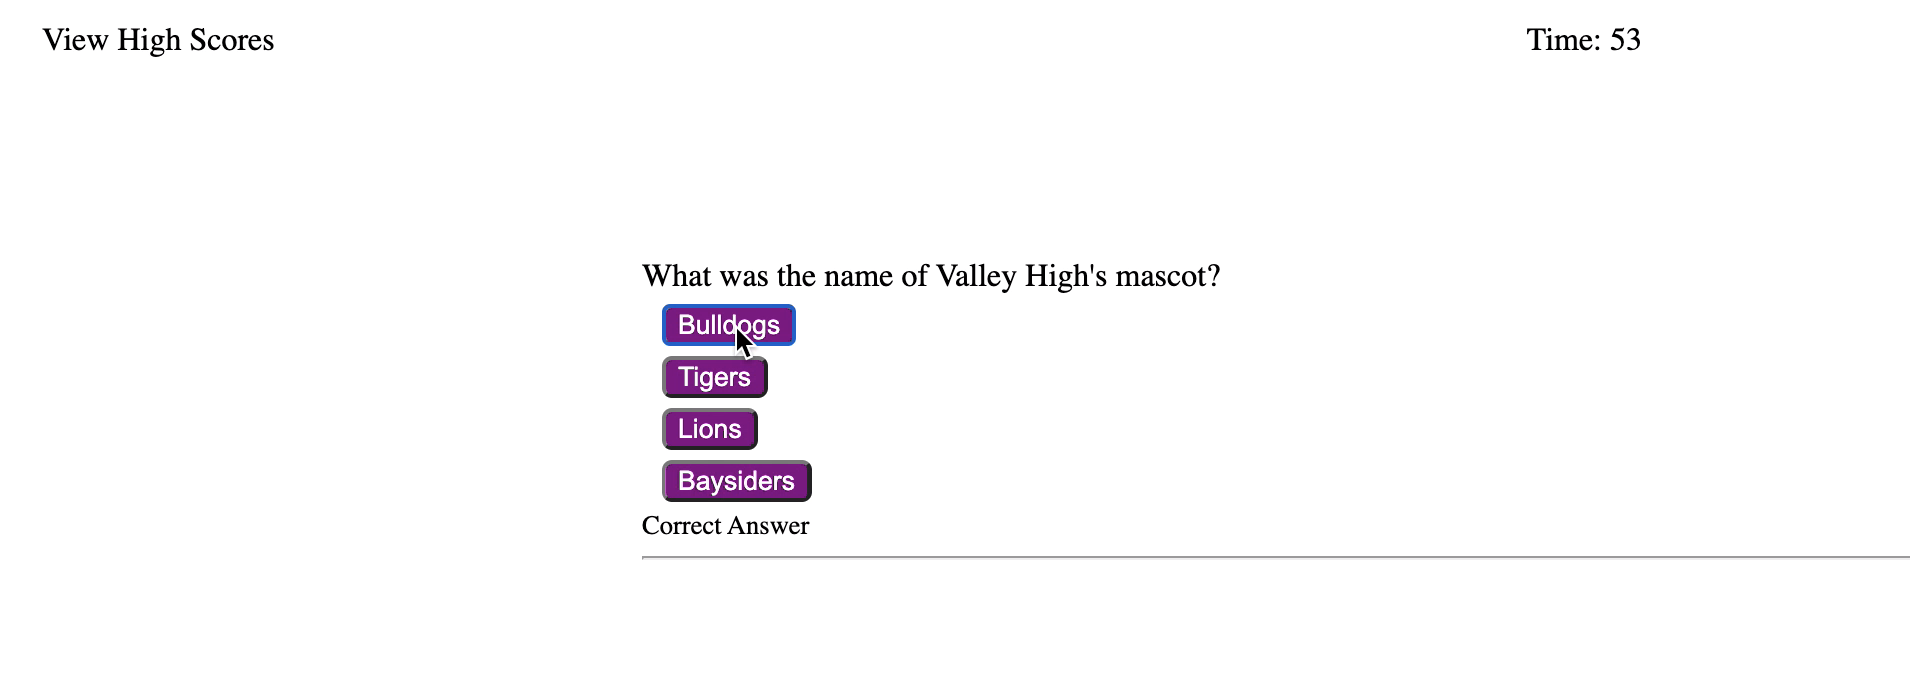 View High Scores
Time: 53
What was the name of Valley High's mascot?
Bulldogs
Tigers
Lions
Baysiders
Correct Answer